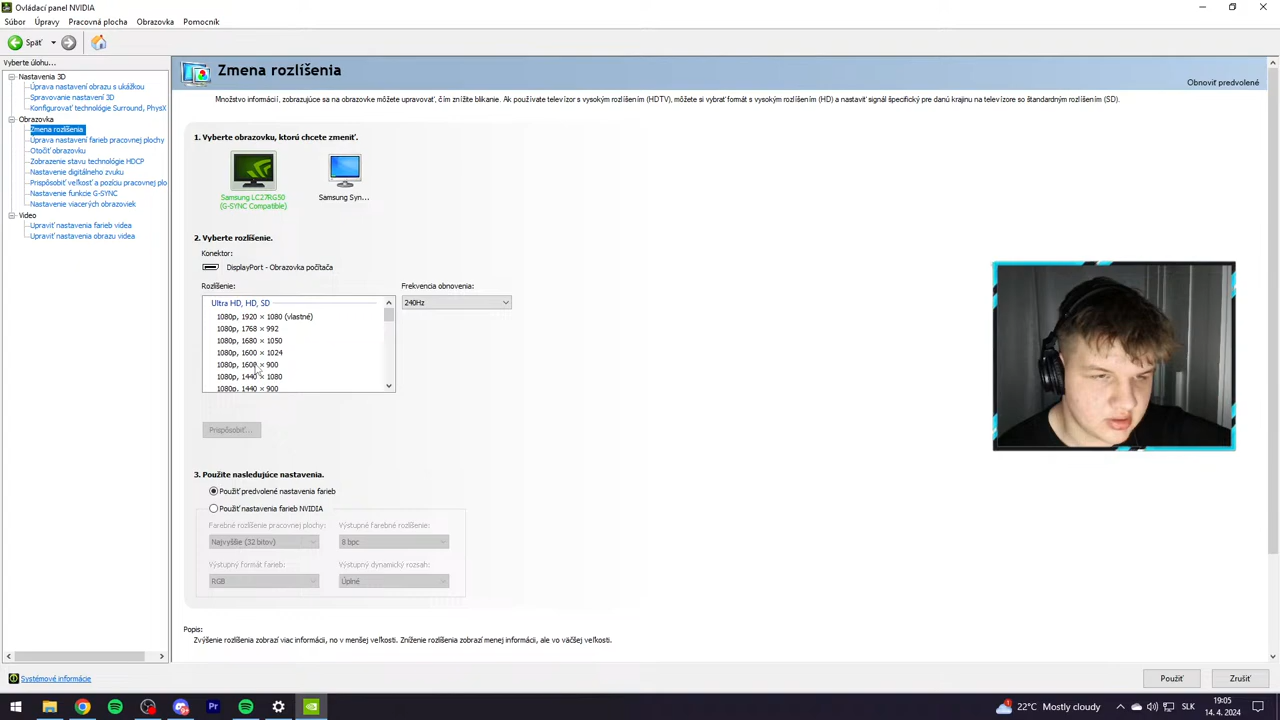 Ovládací panel NVIDIA
Súbor Úpravy Pracovná plocha Obrazovka Pomocník
Späť
Vyberte úlohu...
Nastavenia 3D
Úprava nastavení obrazu s ukážkou
Spravovanie nastavení 3D
Konfigurovať technológie Surround, PhysX
Obrazovka
Zmena rozlíšenia
Úprava nastavení farieb pracovnej plochy
Otočiť obrazovku
Zobrazenie stavu technológie HDCP
Nastavenie digitálneho zvuku
Prispôsobiť veľkosť a pozíciu pracovnej plo
Nastavenie funkcie G-SYNC
Nastavenie viacerých obrazoviek
Video
Upraviť nastavenia farieb videa
Upraviť nastavenia obrazu videa
Systémové informácie
Zmena rozlíšenia
Obnoviť predvolené
Množstvo informácií, zobrazujúce sa na obrazovke môžete upravovať, čím znížite blikanie. Ak používate televízor s vysokým rozlíšením (HDTV), môžete si vybrať formát s vysokým rozlíšením (HD) a nastaviť signál špecifický pre danú krajinu na televízore so štandardným rozlíšením (SD).
1. Vyberte obrazovku, ktorú chcete zmeniť.
Samsung LC27RG50
(G-SYNC Compatible)
Samsung Syn...
2. Vyberte rozlíšenie.
Konektor:
DisplayPort - Obrazovka počítača
Rozlíšenie:
Frekvencia obnovenia:
Ultra HD, HD, SD
240Hz
1080p, 1920 × 1080 (vlastné)
1080p, 1768 × 992
1080p, 1680 × 1050
1080p, 1600 × 1024
1080p, 1600 × 900
1080p, 1440 × 1080
1080p, 1440 × 900
Prispôsobiť...
3. Použite nasledujúce nastavenia.
Použiť predvolené nastavenia farieb
Použiť nastavenia farieb NVIDIA
Farebné rozlíšenie pracovnej plochy:
Výstupné farebné rozlíšenie:
Najvyššie (32 bitov)
8 bpc
Výstupný formát farieb:
Výstupný dynamický rozsah:
RGB
Úplné
Popis:
Zvýšenie rozlíšenia zobrazí viac informácií, no v menšej veľkosti. Zníženie rozlíšenia zobrazí menej informácií, ale vo väčšej veľkosti.
Použiť
Zrušiť
Pr
22°C Mostly cloudy
SLK
19:05
14. 4. 2024